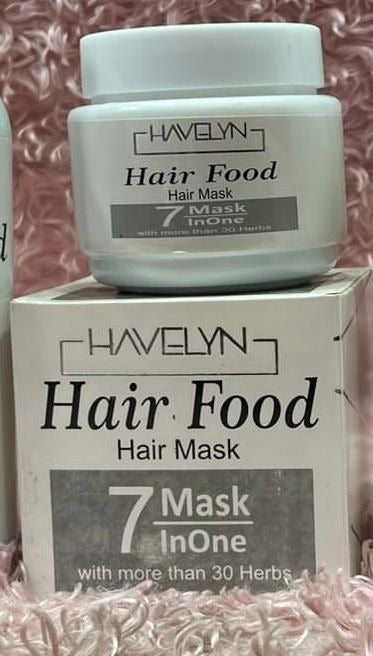 HAVELYN
Hair Food
Hair Mask
7 Mask
InOne
with more than 30 Herbs
d
HAVELYN
Hair Food
Hair Mask
7 Mask
InOne
with more than 30 Herbs